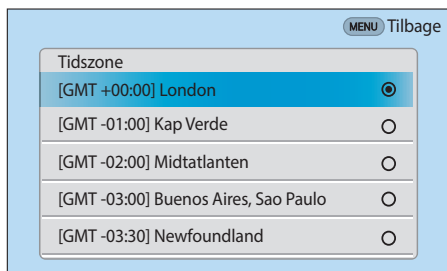 MENU Tilbage
Tidszone
[GMT +00:00] London
[GMT -01:00] Kap Verde
[GMT -02:00] Midtatlanten
[GMT -03:00] Buenos Aires, Sao Paulo
[GMT -03:30] Newfoundland